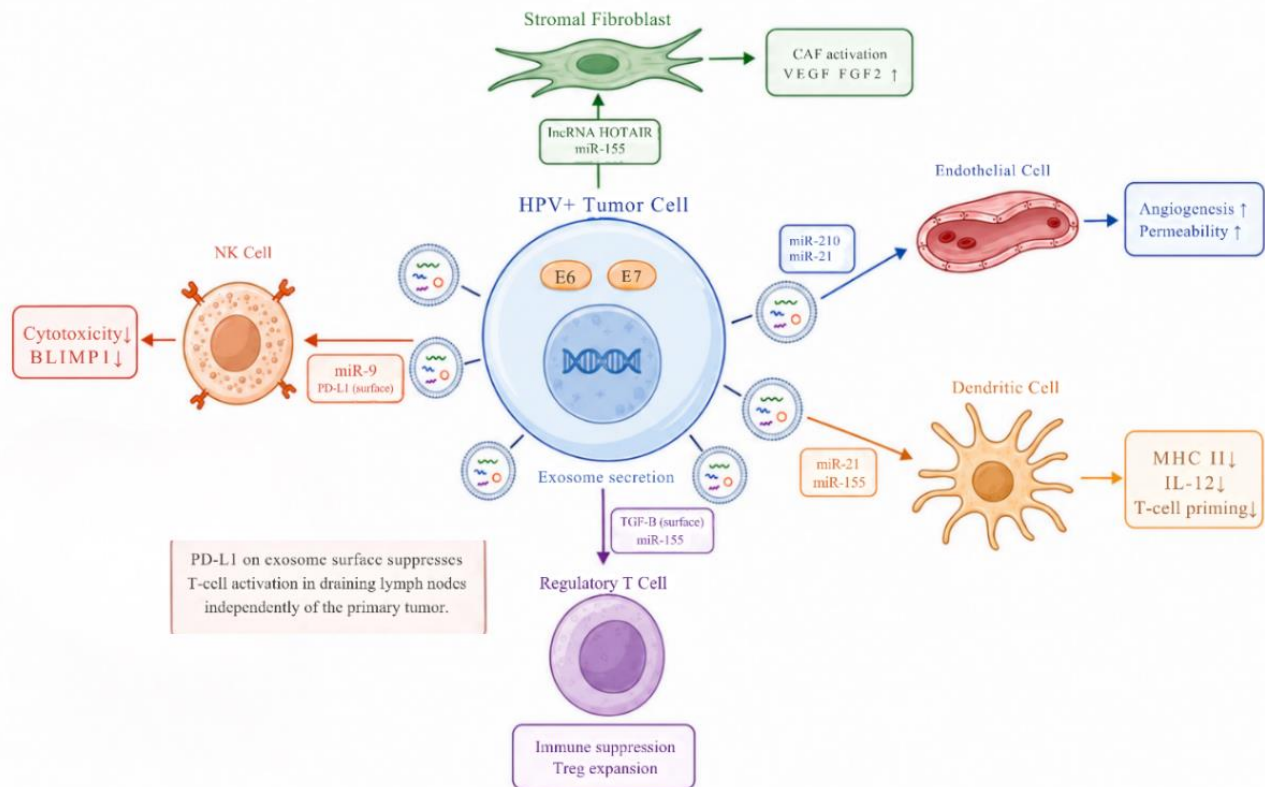 Stromal Fibroblast
CAF activation
VEGF FGF2 ↑
lncRNA HOTAIR
miR-155
HPV+ Tumor Cell
E6
E7
Exosome secretion
Endothelial Cell
miR-210
miR-21
Angiogenesis ↑
Permeability ↑
NK Cell
Cytotoxicity↓
BLIMP1↓
miR-9
PD-L1 (surface)
Dendritic Cell
miR-21
miR-155
MHC II↓
IL-12↓
T-cell priming↓
TGF-B (surface)
miR-155
Regulatory T Cell
Immune suppression
Treg expansion
PD-L1 on exosome surface suppresses
T-cell activation in draining lymph nodes
independently of the primary tumor.